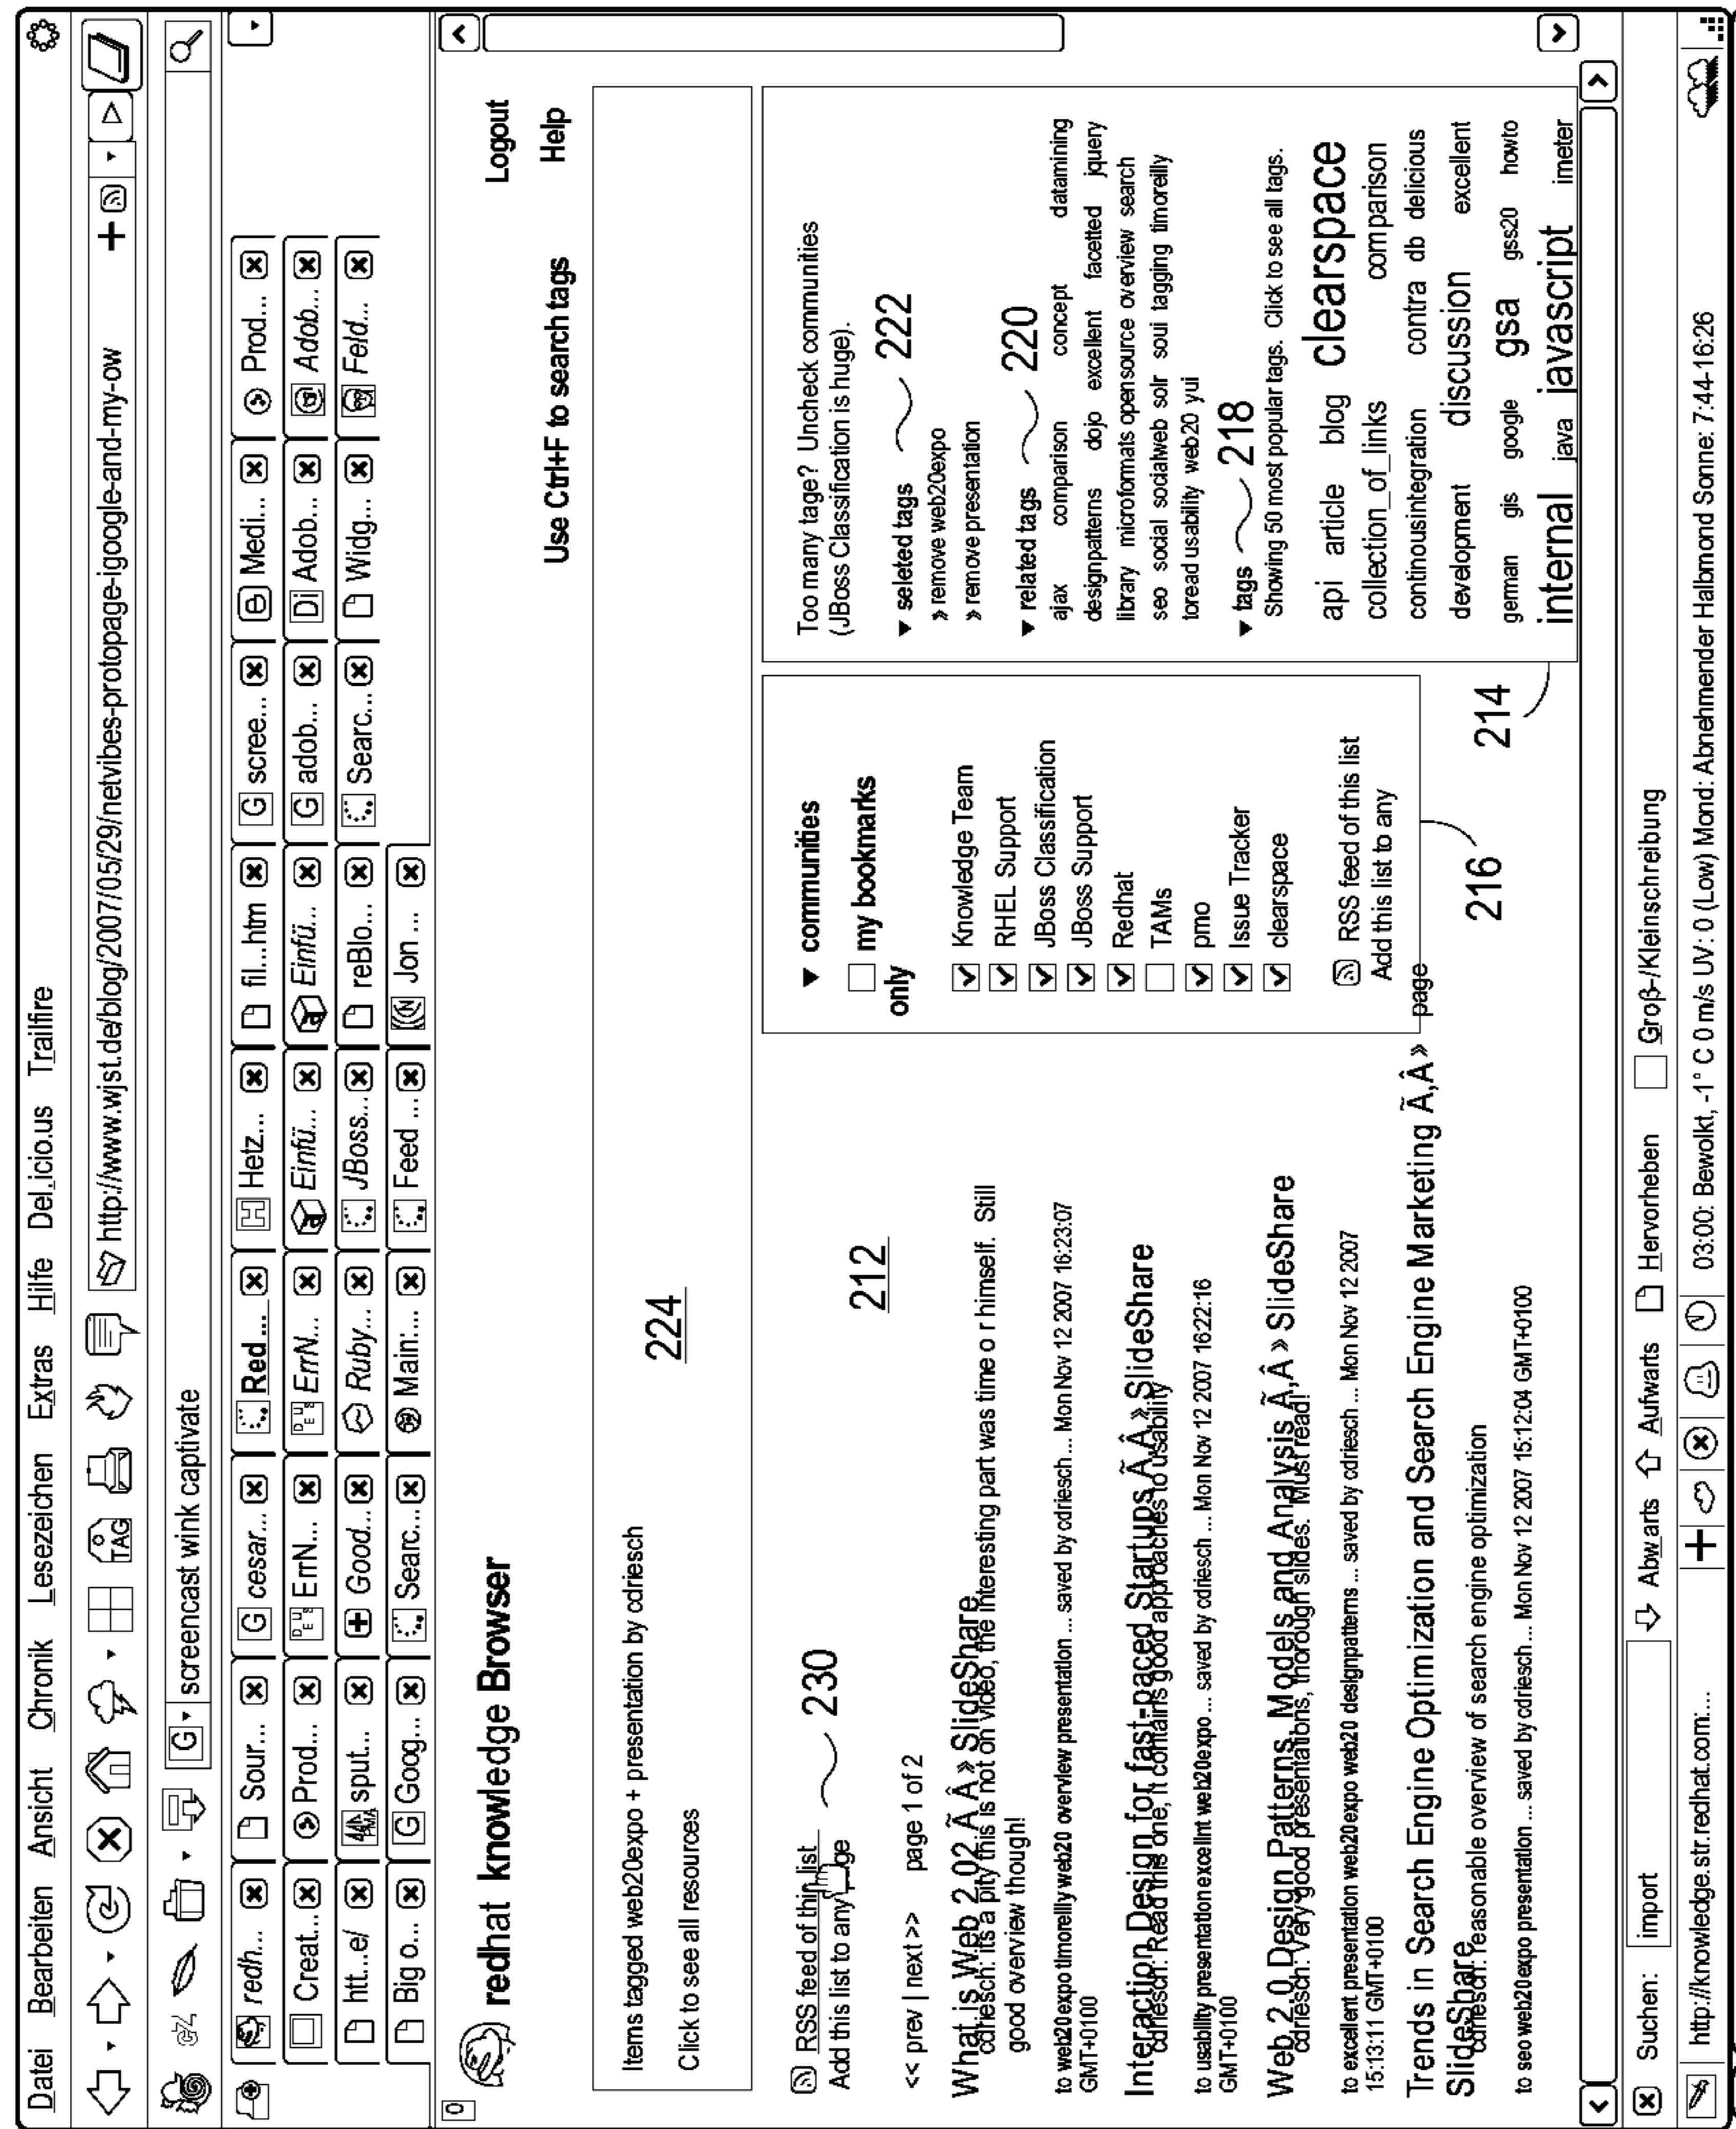 Datei Bearbeiten Ansicht Chronik Lesezeichen Extras Hilfe Del.icio.us Trailfire
TAG http://www.wjst.de/blog/2007/05/29/netvibes-protopage-igoogle-and-my-ow
G screencast wink captivate
redh... Sour... G cesar... Red... Hetz... fil...htm G scree... Medi... Prod...
Creat... Prod... ErrN... ErrN... Einfü... Einfü... G adob... Di Adob... Adob...
htt...e/ sput... Good... Ruby... JBoss... reBlo... Searc... Widg... Feld...
Big o... G Goog... Searc... Main:... Feed ... Jon ...
0
redhat knowledge Browser
Logout
Use Ctrl+F to search tags Help
Items tagged web20expo + presentation by cdriesch
224
Click to see all resources
RSS feed of thin list 230
Add this list to any page
212
<< prev | next >> page 1 of 2
What is Web 2.02 Ã Â » SlideShare
cdriesch: its a pity this is not on video, the interesting part was time o r himself. Still
good overview though!
to web20expo timorellly web20 overview presentation ... saved by cdriesch ... Mon Nov 12 2007 16:23:07
GMT+0100
Interaction Design for fast-paced Startups Ã Â » SlideShare
cdriesch: Read this one, it contains good approaches to usability
to usability presentation excellnt web20expo ... saved by cdriesch ... Mon Nov 12 2007 1622:16
GMT+0100
Web 2.0 Design Patterns, Models and Analysis Ã‚Â » SlideShare
cdriesch: Very good presentations, thorough slides. Must read!
to excellent presentation web20expo web20 designpatterns ... saved by cdriesch ... Mon Nov 12 2007
15:13:11 GMT+0100
Trends in Search Engine Optimization and Search Engine Marketing Ã‚Â »
SlideShare
cdriesch: reasonable overview of search engine optimization
to seo web20expo presentation ... saved by cdriesch ... Mon Nov 12 2007 15:12:04 GMT+0100
▼ communities
my bookmarks
only
Knowledge Team
RHEL Support
JBoss Classification
JBoss Support
Redhat
TAMs
pmo
Issue Tracker
clearspace
RSS feed of this list
Add this list to any
page
216
Too many tage? Uncheck communities
(JBoss Classification is huge).
▼ seleted tags 222
» remove web20expo
» remove presentation
▼ related tags 220
ajax comparison concept datamining
designpatterns dojo excellent facetted jquery
library microformats opensource overview search
seo social socialweb solr soui tagging timoreilly
toread usability web20 yui
▼ tags 218
Showing 50 most popular tags. Click to see all tags.
api article blog clearspace
collection_of_links comparison
continousintegration contra db delicious
development discussion excellent
german gis google gsa gss20 howto
internal java javascript imeter
214
Suchen: import Abwarts Aufwarts Hervorheben Groβ-/Kleinschreibung
http://knowledge.str.redhat.com:... 03:00: Bewolkt, -1° C 0 m/s UV: 0 (Low) Mond: Abnehmender Halbmond Sonne: 7:44-16:26